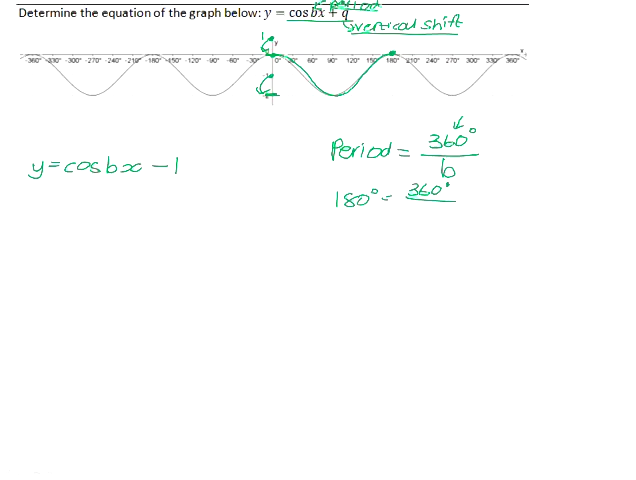 Determine the equation of the graph below: y = cos bx + q
period
vertical shift
1 y x
-360° -330° -300° -270° -240° -210° -180° -150° -120° -90° -60° -30° 0° 30° 60° 90° 120° 150° 180° 210° 240° 270° 300° 330° 360°
1
y = cos bx - 1
Period = 360° / b
180° = 360°